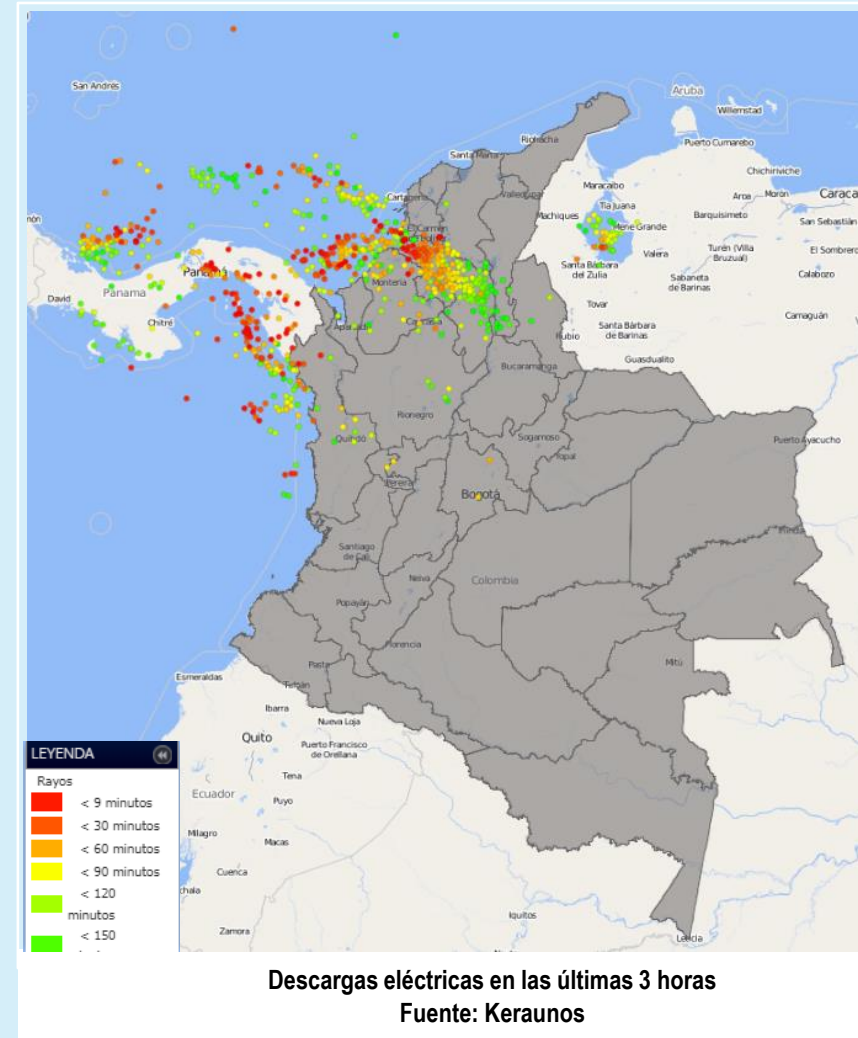 San Andrés
Aruba
Willemstad
Riohacha
Puerto Cumarebo
Santa Marta
Chichiriviche
Maracaibo
Valledupar
Cartagena
Tia Juana
Aroa
Morón
Caraca
Machiques
Barquisimeto
San Sebastián
El Carmen
Mene Grande
Valera
Turén (Villa
Bruzual)
El Sombrero
Panamá
Santa Bárbara
del Zulia
Sabaneta
de Barinas
Calabozo
Montería
David
Panama
Tovar
Camaguán
Chitré
Apartadó
Caucasia
Rubio
Santa Bárbara
de Barinas
Guasdualito
Bucaramanga
Rionegro
Quibdó
Sogamoso
Puerto Ayacucho
Yopal
Pereira
Bogotá
Santiago
de Cali
Neiva
Colombia
Popayán
Florencia
Mitú
Pasto
Esmeraldas
Tulcán
Ibarra
Nueva Loja
Quito
Puerto Francisco
de Orellana
LEYENDA
Tena
Rayos
Ecuador
Puyo
< 9 minutos
< 30 minutos
Milagro
Macas
< 60 minutos
Cuenca
< 90 minutos
chala
< 120
minutos
Iquitos
< 150
Zamora
Leticia
Descargas eléctricas en las últimas 3 horas
Fuente: Keraunos